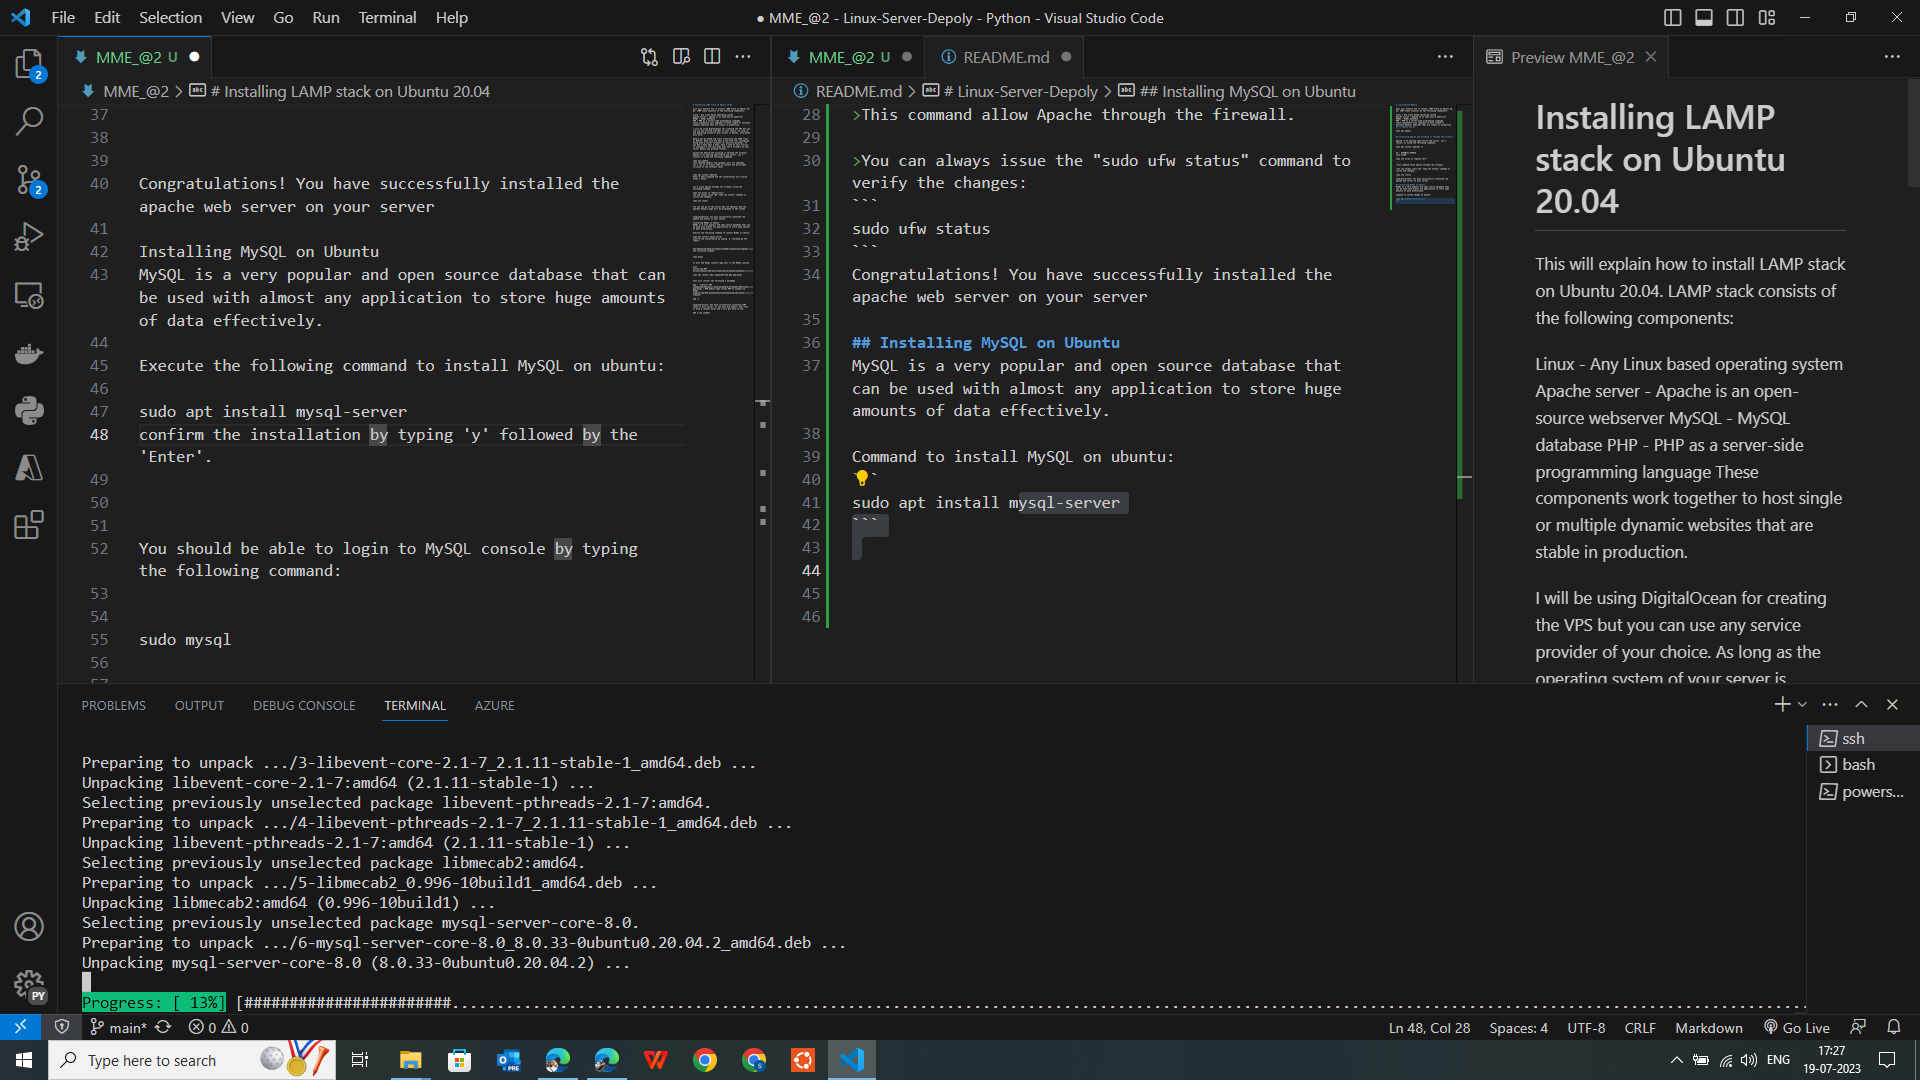 File Edit Selection View Go Run Terminal Help
● MME_@2 - Linux-Server-Depoly - Python - Visual Studio Code
MME_@2 U ●
MME_@2 U ●
README.md ●
Preview MME_@2
MME_@2 > # Installing LAMP stack on Ubuntu 20.04
37
38
39
40 Congratulations! You have successfully installed the
apache web server on your server
41
42 Installing MySQL on Ubuntu
43 MySQL is a very popular and open source database that can
be used with almost any application to store huge amounts
of data effectively.
44
45 Execute the following command to install MySQL on ubuntu:
46
47 sudo apt install mysql-server
48 confirm the installation by typing 'y' followed by the
'Enter'.
49
50
51
52 You should be able to login to MySQL console by typing
the following command:
53
54
55 sudo mysql
56
57
README.md > # Linux-Server-Depoly > ## Installing MySQL on Ubuntu
28 >This command allow Apache through the firewall.
29
30 >You can always issue the "sudo ufw status" command to
verify the changes:
31 ```
32 sudo ufw status
33 ```
34 Congratulations! You have successfully installed the
apache web server on your server
35
36 ## Installing MySQL on Ubuntu
37 MySQL is a very popular and open source database that
can be used with almost any application to store huge
amounts of data effectively.
38
39 Command to install MySQL on ubuntu:
40 ```
41 sudo apt install mysql-server
42 ```
43
44
45
46
Installing LAMP
stack on Ubuntu
20.04
This will explain how to install LAMP stack
on Ubuntu 20.04. LAMP stack consists of
the following components:
Linux - Any Linux based operating system
Apache server - Apache is an open-
source webserver MySQL - MySQL
database PHP - PHP as a server-side
programming language These
components work together to host single
or multiple dynamic websites that are
stable in production.
I will be using DigitalOcean for creating
the VPS but you can use any service
provider of your choice. As long as the
operating system of your server is
PROBLEMS OUTPUT DEBUG CONSOLE TERMINAL AZURE
Preparing to unpack .../3-libevent-core-2.1-7_2.1.11-stable-1_amd64.deb ...
Unpacking libevent-core-2.1-7:amd64 (2.1.11-stable-1) ...
Selecting previously unselected package libevent-pthreads-2.1-7:amd64.
Preparing to unpack .../4-libevent-pthreads-2.1-7_2.1.11-stable-1_amd64.deb ...
Unpacking libevent-pthreads-2.1-7:amd64 (2.1.11-stable-1) ...
Selecting previously unselected package libmecab2:amd64.
Preparing to unpack .../5-libmecab2_0.996-10build1_amd64.deb ...
Unpacking libmecab2:amd64 (0.996-10build1) ...
Selecting previously unselected package mysql-server-core-8.0.
Preparing to unpack .../6-mysql-server-core-8.0_8.0.33-0ubuntu0.20.04.2_amd64.deb ...
Unpacking mysql-server-core-8.0 (8.0.33-0ubuntu0.20.04.2) ...
Progress: [ 13%] [#######################.....
ssh
bash
powers...
2
2
PY
main* 0 0
Ln 48, Col 28 Spaces: 4 UTF-8 CRLF Markdown Go Live
Type here to search
PRE
ENG
17:27
19-07-2023